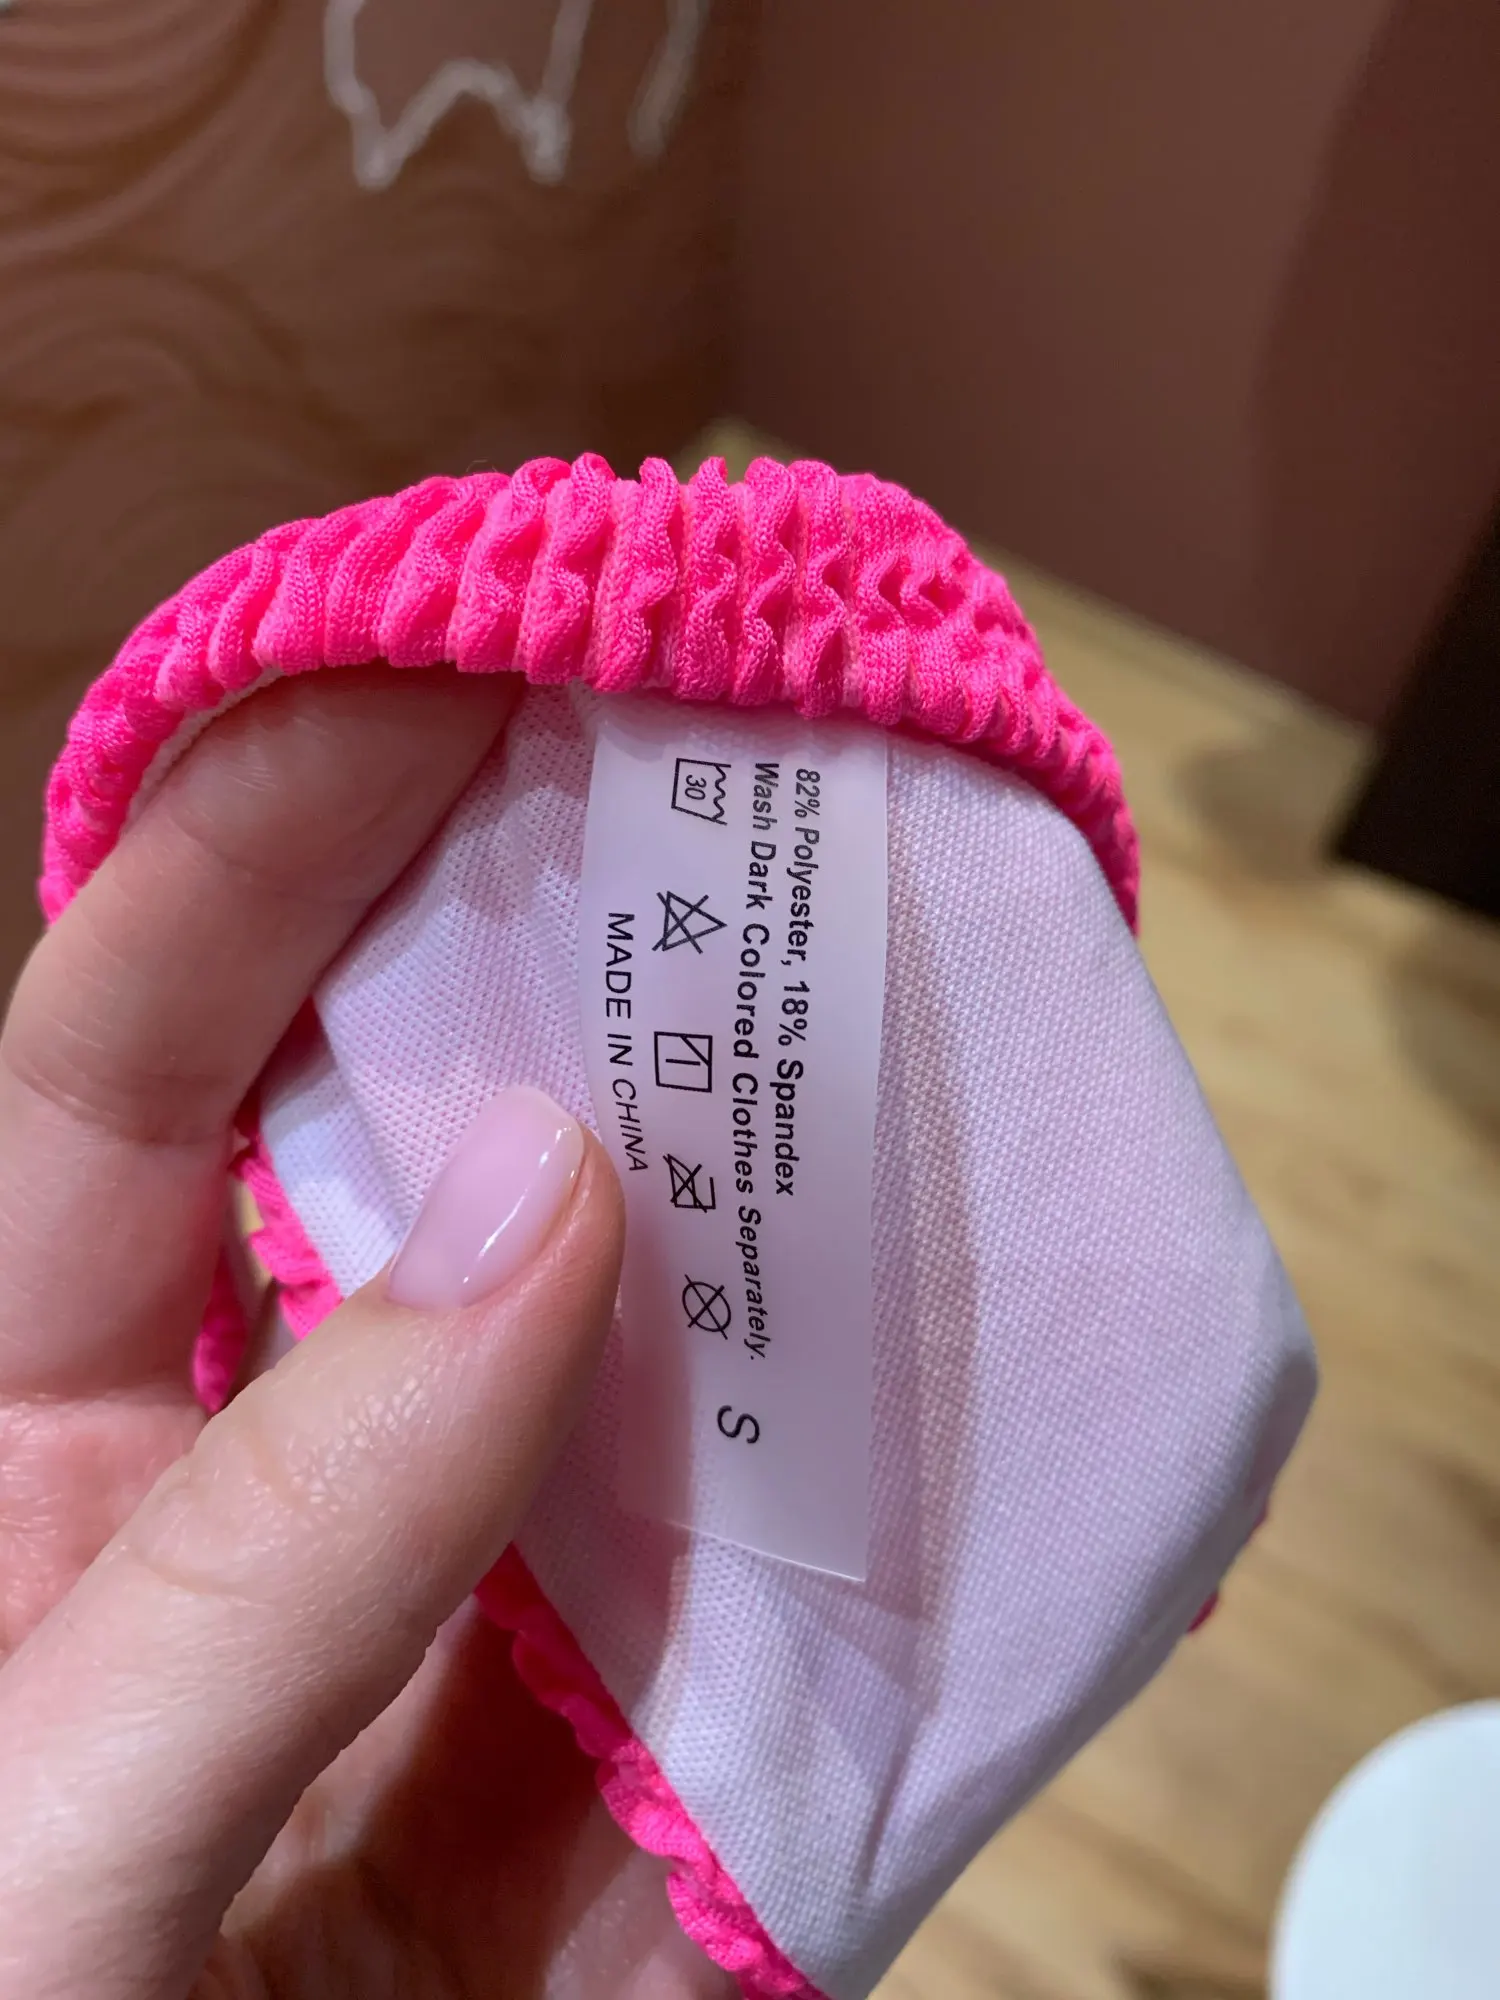 82% Polyester, 18% Spandex
Wash Dark Colored Clothes Separately.
30
MADE IN CHINA
S